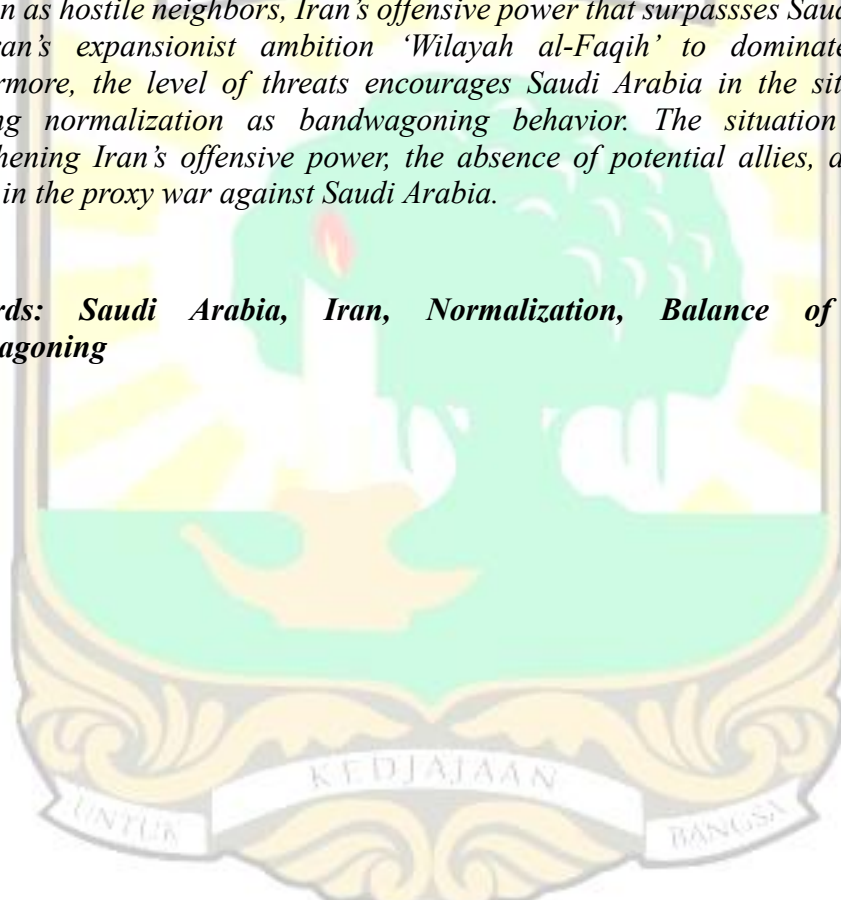 on as hostile neighbors, Iran's offensive power that surpassses Saud
ran's expansionist ambition 'Wilayah al-Faqih' to dominate
rmore, the level of threats encourages Saudi Arabia in the sit
ng normalization as bandwagoning behavior. The situation
hening Iran's offensive power, the absence of potential allies, a
in the proxy war against Saudi Arabia.
rds: Saudi Arabia, Iran, Normalization, Balance of
agoning
KEDJAJAAN
UNTUK BANGSA